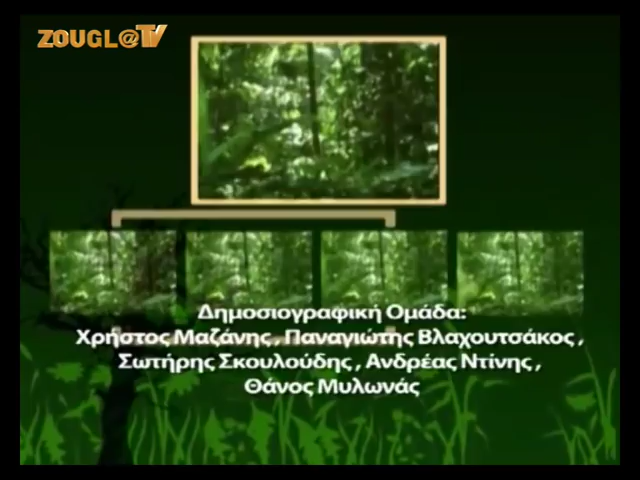 ZOUGL@TV
Δημοσιογραφική Ομάδα:
Χρήστος Μαζάνης , Παναγιώτης Βλαχουτσάκος ,
Σωτήρης Σκουλούδης , Ανδρέας Ντίνης ,
Θάνος Μυλωνάς